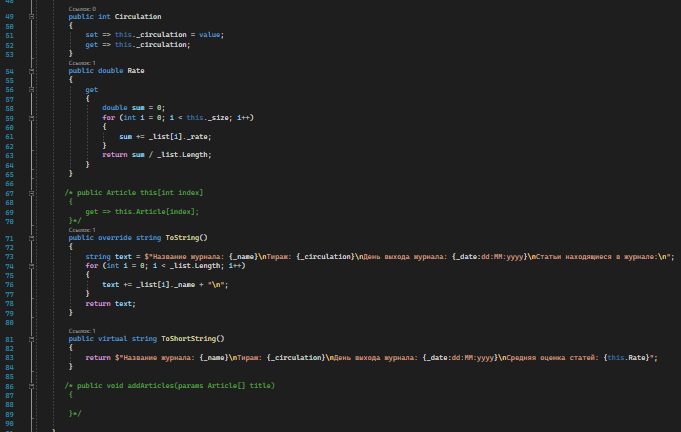 48
Ссылок: 0
49 public int Circulation
50 {
51 set => this._circulation = value;
52 get => this._circulation;
53 }
Ссылок: 1
54 public double Rate
55 {
56 get
57 {
58 double sum = 0;
59 for (int i = 0; i < this._size; i++)
60 {
61 sum += _list[i]._rate;
62 }
63 return sum / _list.Length;
64 }
65 }
66
67 /* public Article this[int index]
68 {
69 get => this.Article[index];
70 }*/
Ссылок: 1
71 public override string ToString()
72 {
73 string text = $"Название журнала: {_name}\nТираж: {_circulation}\nДень выхода журнала: {_date:dd:MM:yyyy}\nСтатьи находящиеся в журнале:\n";
74 for (int i = 0; i < _list.Length; i++)
75 {
76 text += _list[i]._name + "\n";
77 }
78 return text;
79 }
80
Ссылок: 1
81 public virtual string ToShortString()
82 {
83 return $"Название журнала: {_name}\nТираж: {_circulation}\nДень выхода журнала: {_date:dd:MM:yyyy}\nСредняя оценка статей: {this.Rate}";
84 }
85
86 /* public void addArticles(params Article[] title)
87 {
88
89 }*/
90